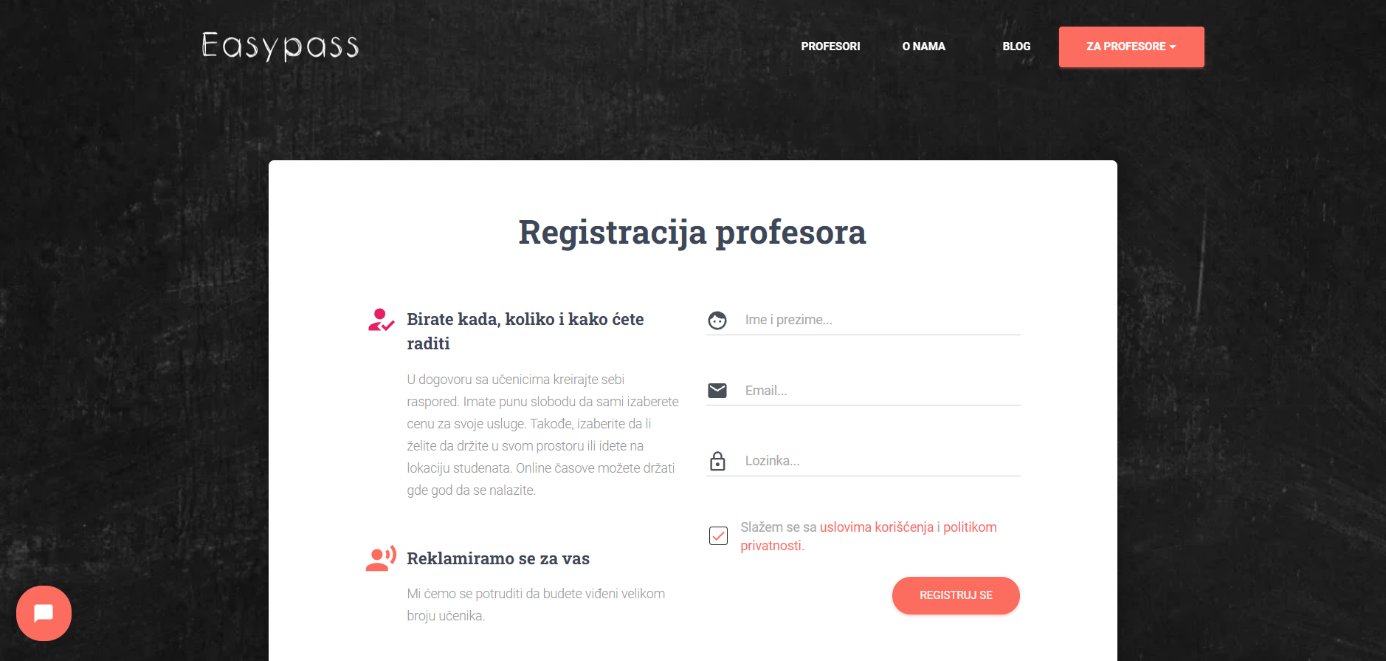 Easypass
PROFESORI
O NAMA
BLOG
ZA PROFESORE
Registracija profesora
Birate kada, koliko i kako ćete
raditi
U dogovoru sa učenicima kreirajte sebi
raspored. Imate punu slobodu da sami izaberete
cenu za svoje usluge. Takođe, izaberite da li
želite da držite u svom prostoru ili idete na
lokaciju studenata. Online časove možete držati
gde god da se nalazite.
Reklamiramo se za vas
Mi ćemo se potruditi da budete viđeni velikom
broju učenika.
Ime i prezime...
Email...
Lozinka...
Slažem se sa uslovima korišćenja i politikom
privatnosti.
REGISTRUJ SE